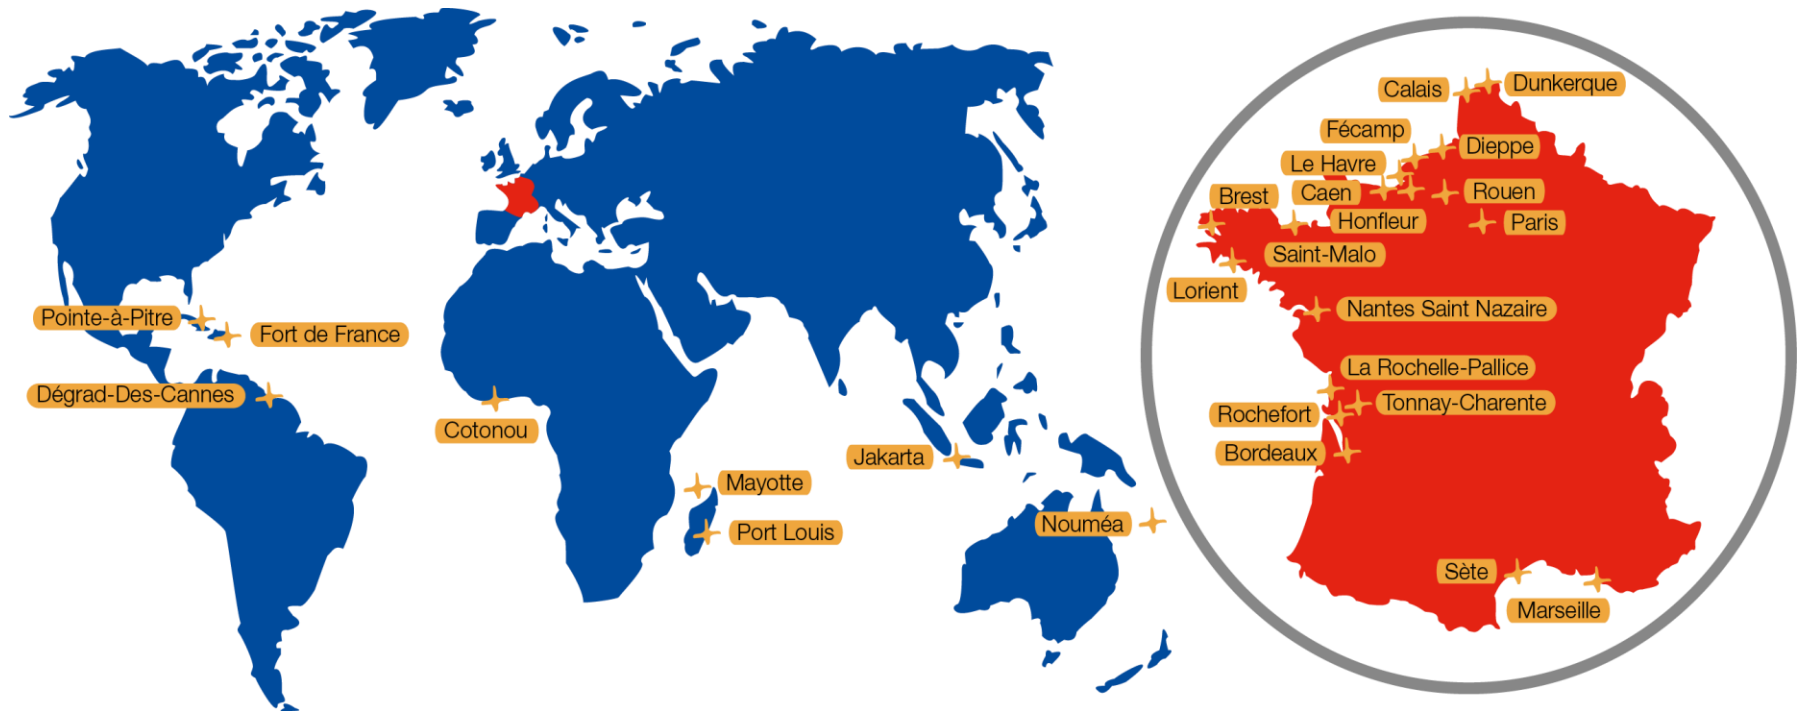 Pointe-à-Pitre
Fort de France
Dégrad-Des-Cannes
Cotonou
Jakarta
Mayotte
Port Louis
Nouméa
Calais
Dunkerque
Fécamp
Dieppe
Le Havre
Caen
Rouen
Brest
Honfleur
Paris
Saint-Malo
Lorient
Nantes Saint Nazaire
La Rochelle-Pallice
Tonnay-Charente
Rochefort
Bordeaux
Sète
Marseille